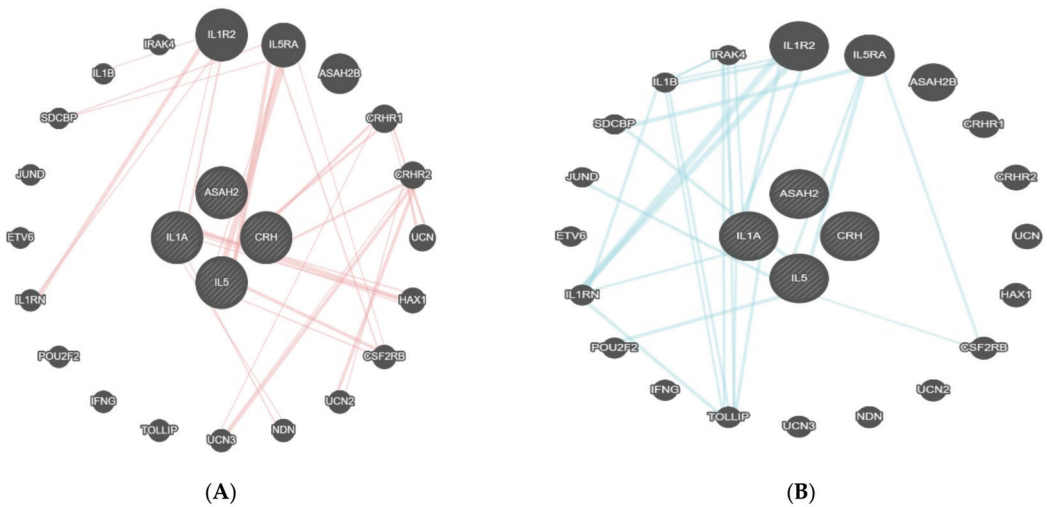 IL1R2
IL5RA
IRAK4
ASAH2B
IL1B
SDCBP
CRHR1
JUND
CRHR2
ASAH2
ETV6
IL1A
CRH
UCN
IL5
IL1RN
HAX1
POU2F2
CSF2RB
IFNG
UCN2
TOLLIP
UCN3
NDN
(A)
IL1R2
IRAK4
IL5RA
IL1B
ASAH2B
SDCBP
CRHR1
JUND
CRHR2
ASAH2
ETV6
IL1A
CRH
UCN
IL5
IL1RN
HAX1
POU2F2
CSF2RB
IFNG
UCN2
TOLLIP
UCN3
NDN
(B)